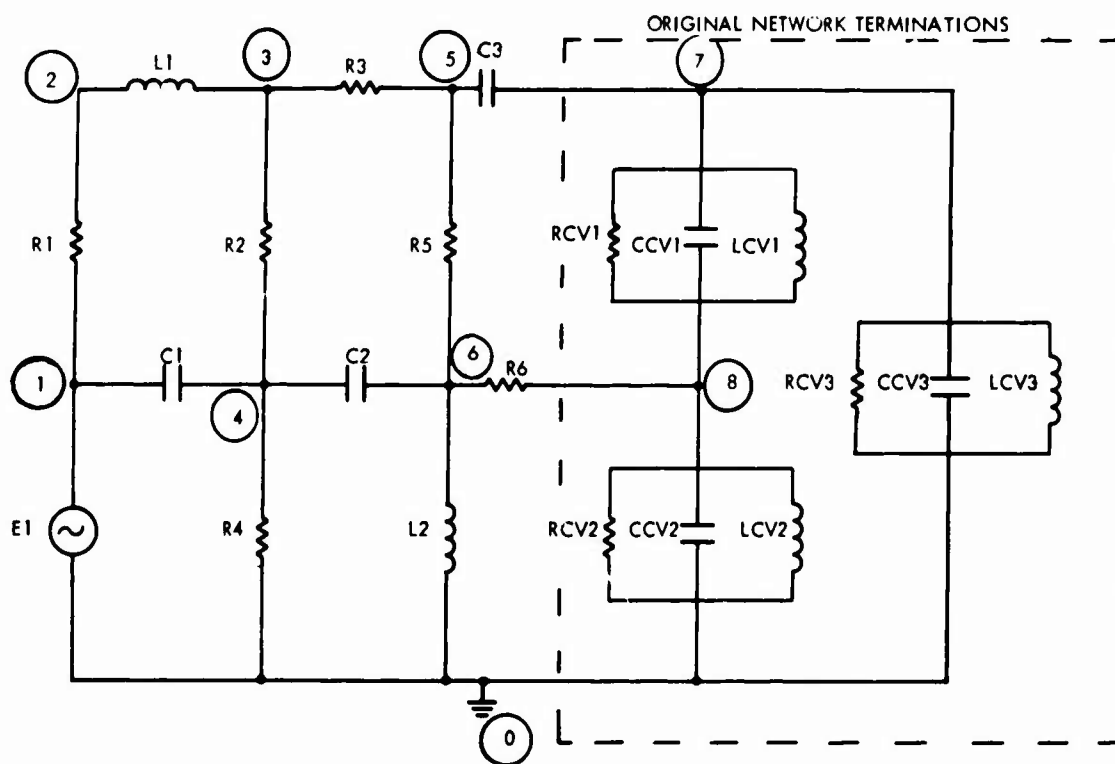 ORIGINAL NETWORK TERMINATIONS
2
L1
3
R3
5
C3
7
R1
R2
R5
RCV1
CCV1
LCV1
1
C1
4
C2
6
R6
8
RCV3
CCV3
LCV3
E1
R4
L2
RCV2
CCV2
LCV2
0